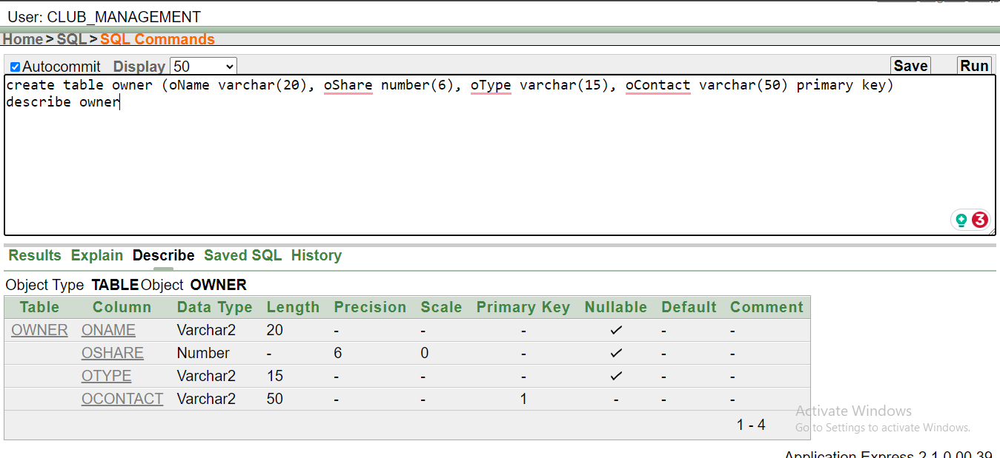 User: CLUB_MANAGEMENT
Home > SQL > SQL Commands
Autocommit Display 50 Save Run
create table owner (oName varchar(20), oShare number(6), oType varchar(15), oContact varchar(50) primary key)
describe owner
3
Results Explain Describe Saved SQL History
Object Type TABLE Object OWNER
Table Column Data Type Length Precision Scale Primary Key Nullable Default Comment
OWNER ONAME Varchar2 20 - - - ✓ - -
OSHARE Number - 6 0 - ✓ - -
OTYPE Varchar2 15 - - - ✓ - -
OCONTACT Varchar2 50 - - 1 - - -
1 - 4
Activate Windows
Go to Settings to activate Windows.
Application Express 2.1.0.00.39